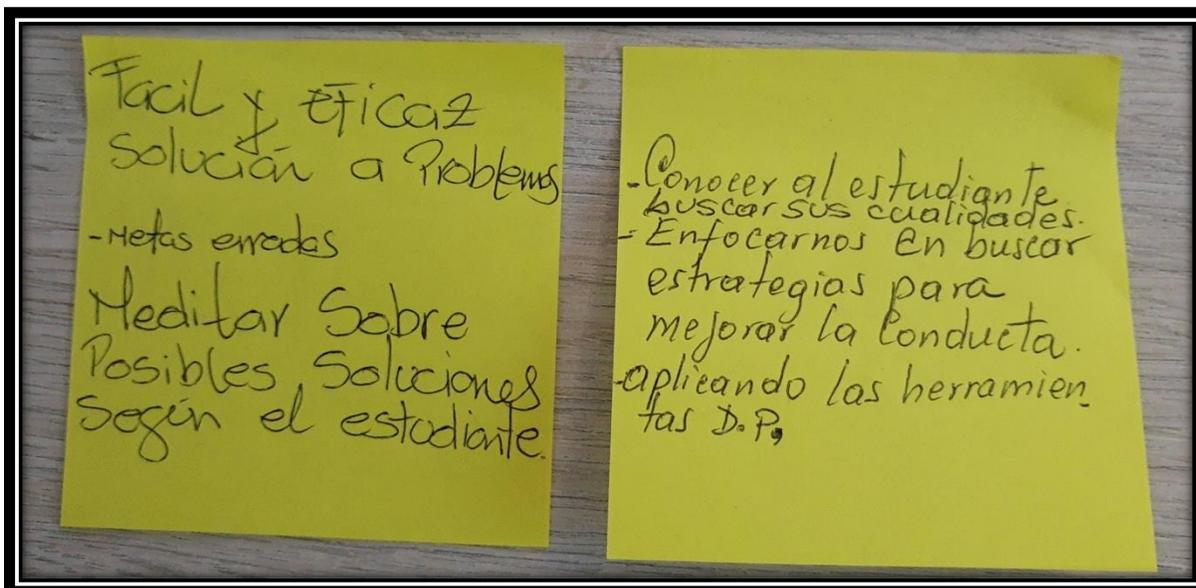 Facil y eficaz
Solución a Problemas
-Metas erradas
Meditar Sobre
Posibles Soluciones
Según el estudiante.
-Conocer al estudiante
buscar sus cualidades.
- Enfocarnos en buscar
estrategias para
mejorar la conducta.
-aplicando las herramien
tas D.P,